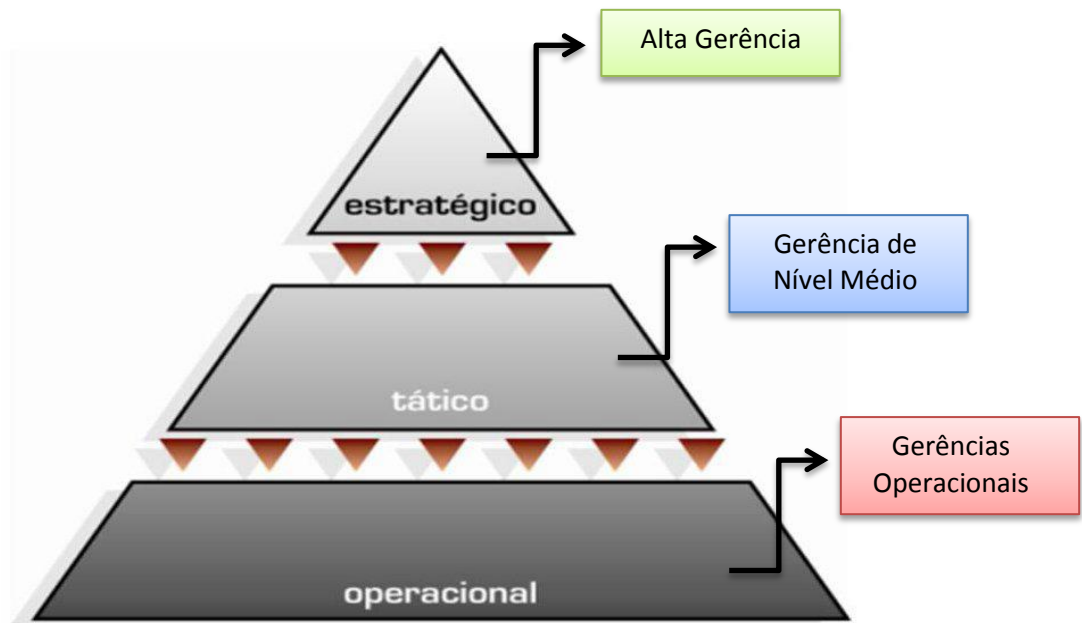 Alta Gerência
estratégico
Gerência de
Nível Médio
tático
Gerências
Operacionais
operacional